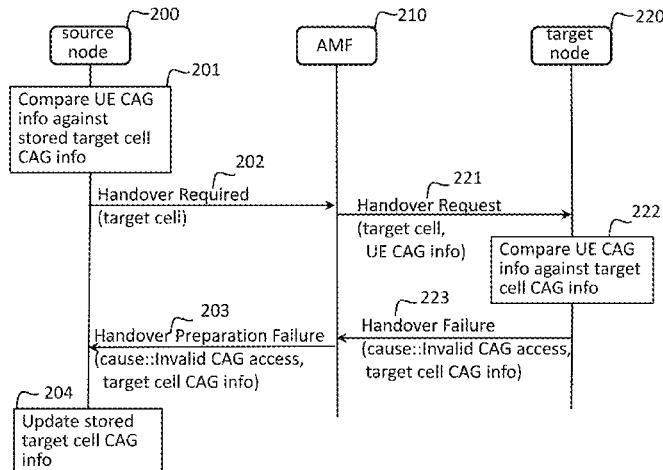 200
source
node
210
AMF
220
target
node
201
Compare UE CAG
info against
stored target cell
CAG info
202
Handover Required
(target cell)
221
Handover Request
(target cell,
UE CAG info)
222
Compare UE CAG
info against target
cell CAG info
223
Handover Failure
(cause::Invalid CAG access,
target cell CAG info)
203
Handover Preparation Failure
(cause::Invalid CAG access,
target cell CAG info)
204
Update stored
target cell CAG
info